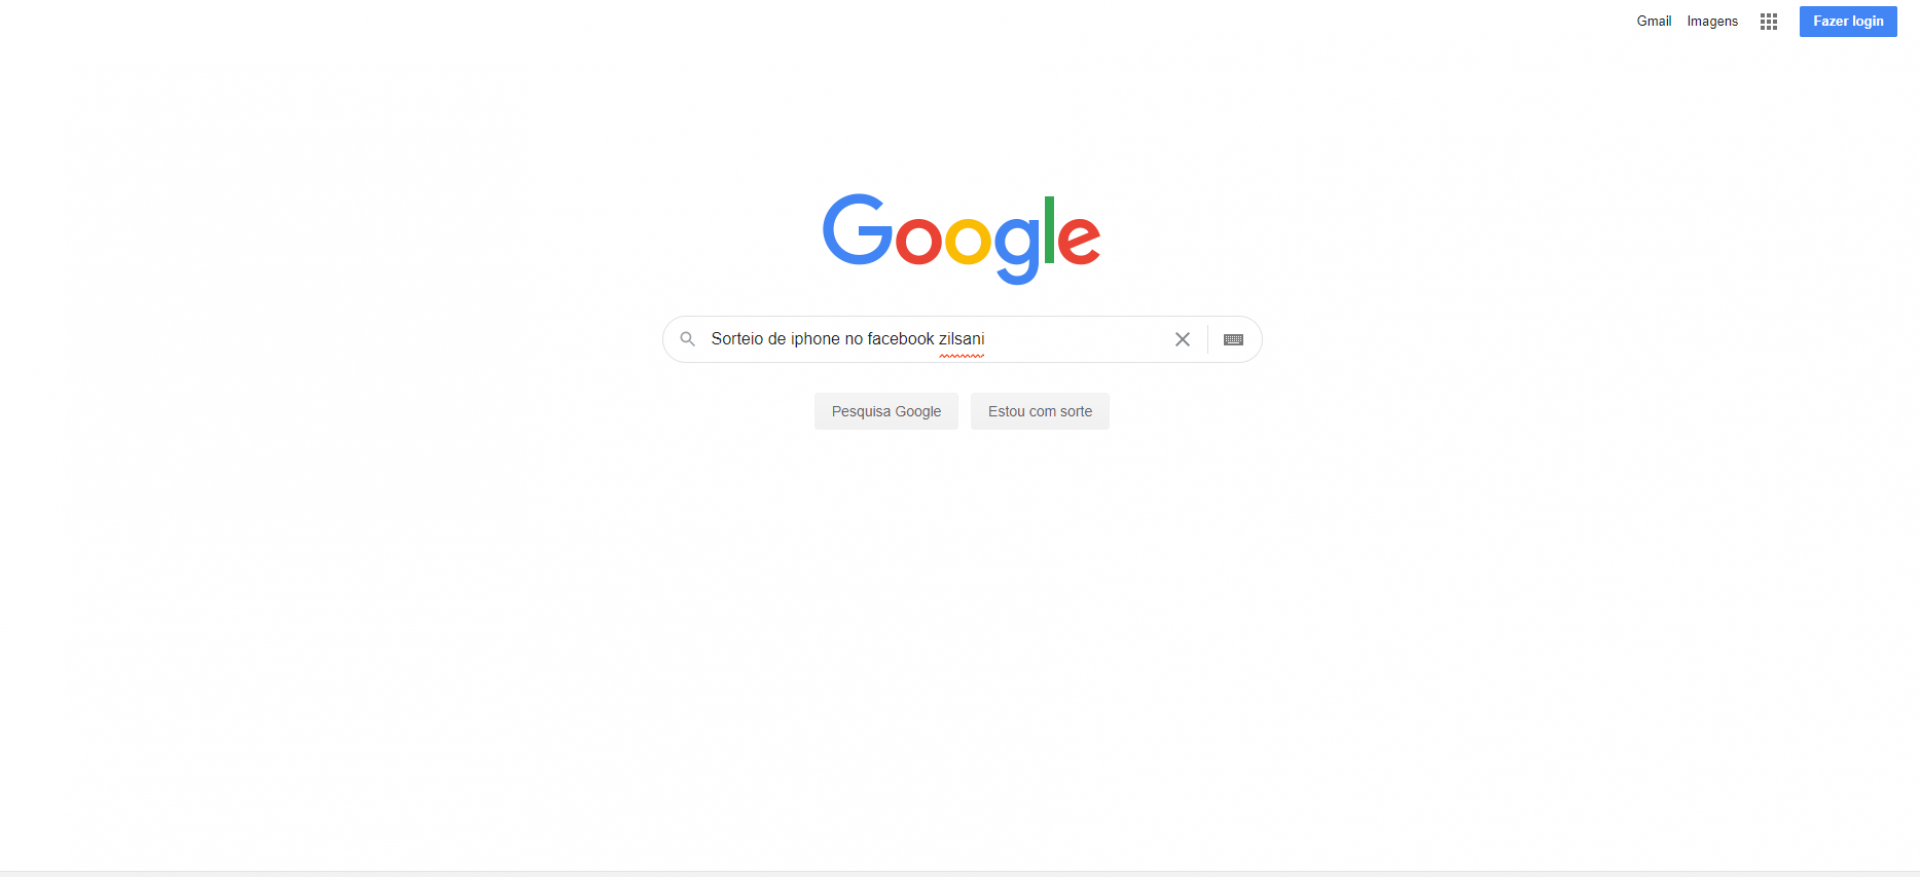 Gmail Imagens Fazer login
Google
Sorteio de iphone no facebook zilsani
Pesquisa Google Estou com sorte